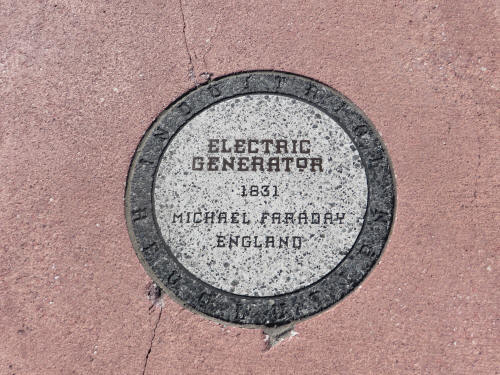 ELECTRIC
GENERATOR
1831
MICHAEL FARADAY
ENGLAND